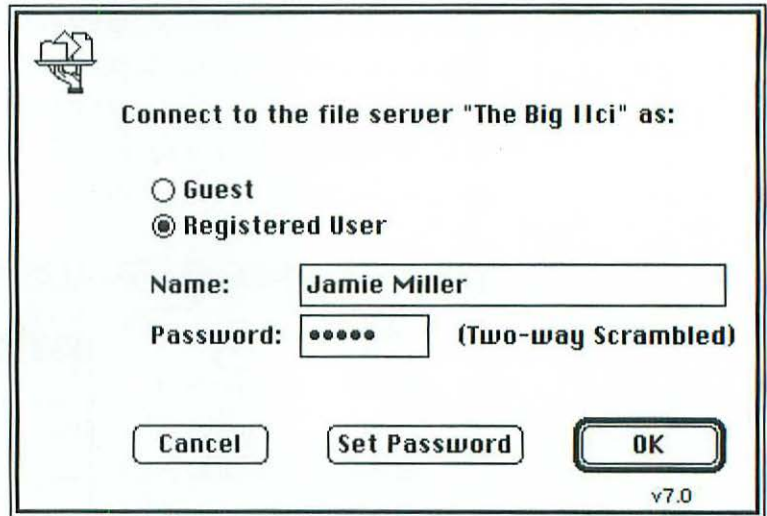 Connect to the file server "The Big IIci" as:
Guest
Registered User
Name: Jamie Miller
Password: ••••• (Two-way Scrambled)
Cancel Set Password OK
v7.0